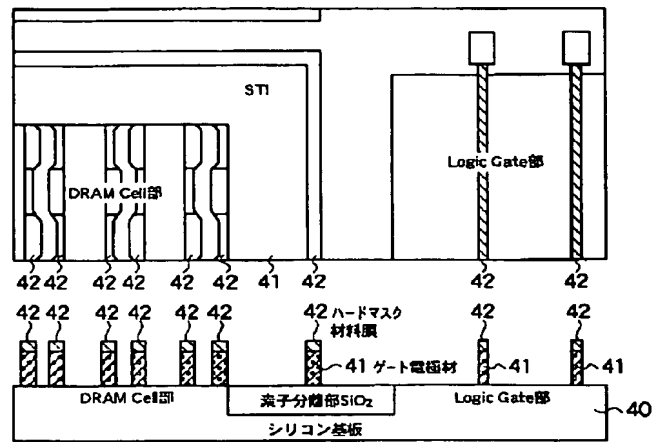 STI
DRAM Cell部
Logic Gate部
42 42 42 42 42 42 41 42 42 42
42 42 42 42 42 42 42 ハードマスク 42 42
材料膜
41 ゲート電極材 41 41
DRAM Cell部 素子分離部SiO₂ Logic Gate部 40
シリコン基板